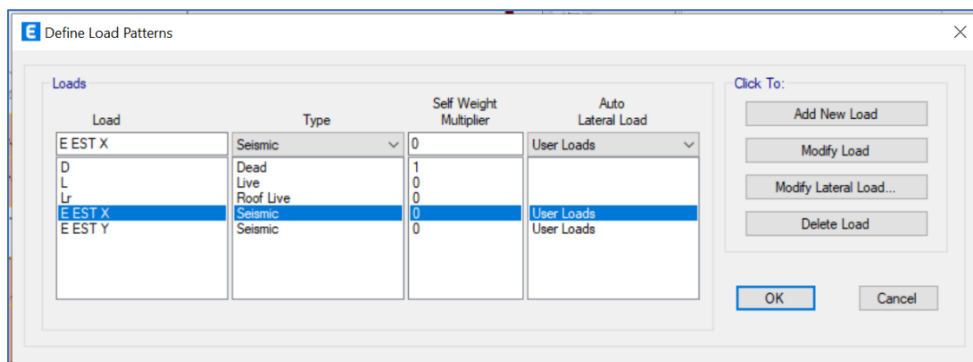 E Define Load Patterns
Loads
Click To:
Load Type Self Weight Multiplier Auto Lateral Load
E EST X Seismic 0 User Loads
D Dead 1
L Live 0
Lr Roof Live 0
E EST X Seismic 0 User Loads
E EST Y Seismic 0 User Loads
Add New Load
Modify Load
Modify Lateral Load...
Delete Load
OK Cancel